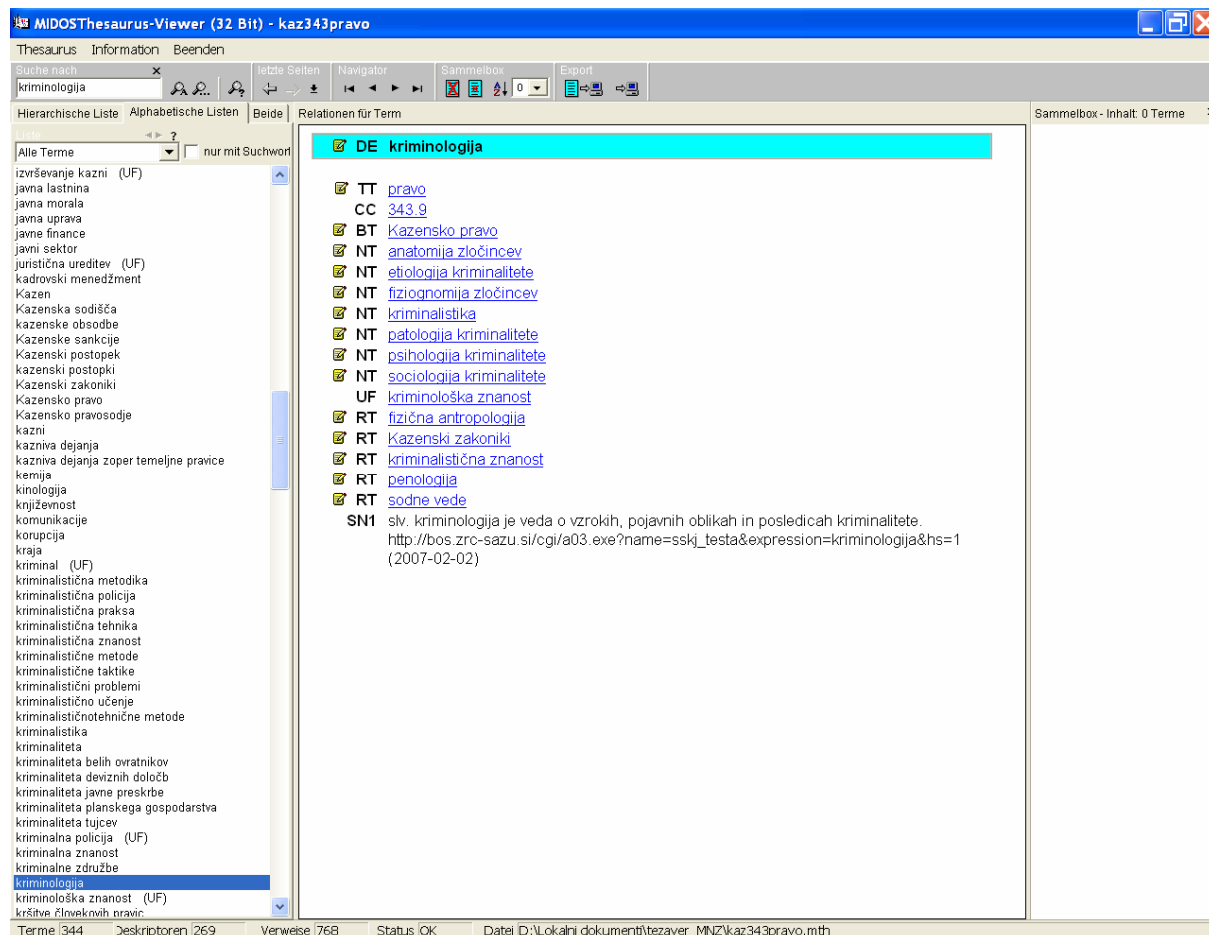 MIDOSThesaurus-Viewer (32 Bit) - kaz343pravo
Thesaurus Information Beenden
Suche nach x letzte Seiten Navigator Sammelbox Export
kriminologija 0
Hierarchische Liste Alphabetische Listen Beide Relationen für Term Sammelbox - Inhalt: 0 Terme
Liste ?
Alle Terme nur mit Suchwort
izvrševanje kazni (UF)
javna lastnina
javna morala
javna uprava
javne finance
javni sektor
juristična ureditev (UF)
kadrovski menedžment
Kazen
Kazenska sodišča
kazenske obsodbe
Kazenske sankcije
Kazenski postopek
kazenski postopki
Kazenski zakoniki
Kazensko pravo
Kazensko pravosodje
kazni
kazniva dejanja
kazniva dejanja zoper temeljne pravice
kemija
kinologija
književnost
komunikacije
korupcija
kraja
kriminal (UF)
kriminalistična metodika
kriminalistična policija
kriminalistična praksa
kriminalistična tehnika
kriminalistična znanost
kriminalistične metode
kriminalistične taktike
kriminalistični problemi
kriminalistično učenje
kriminalističnotehnične metode
kriminalistika
kriminaliteta
kriminaliteta belih ovratnikov
kriminaliteta deviznih določb
kriminaliteta javne preskrbe
kriminaliteta planskega gospodarstva
kriminaliteta tujcev
kriminalna policija (UF)
kriminalna znanost
kriminalne združbe
kriminologija
kriminološka znanost (UF)
kršitve človekovih pravic
DE kriminologija
TT pravo
CC 343.9
BT Kazensko pravo
NT anatomija zločincev
NT etiologija kriminalitete
NT fiziognomija zločincev
NT kriminalistika
NT patologija kriminalitete
NT psihologija kriminalitete
NT sociologija kriminalitete
UF kriminološka znanost
RT fizična antropologija
RT Kazenski zakoniki
RT kriminalistična znanost
RT penologija
RT sodne vede
SN1 slv. kriminologija je veda o vzrokih, pojavnih oblikah in posledicah kriminalitete.
http://bos.zrc-sazu.si/cgi/a03.exe?name=sskj_testa&expression=kriminologija&hs=1
(2007-02-02)
Terme 344 Deskriptoren 269 Verweise 768 Status OK Datei D:\Lokalni dokumenti\tezaver_MNZ\kaz343pravo.mth